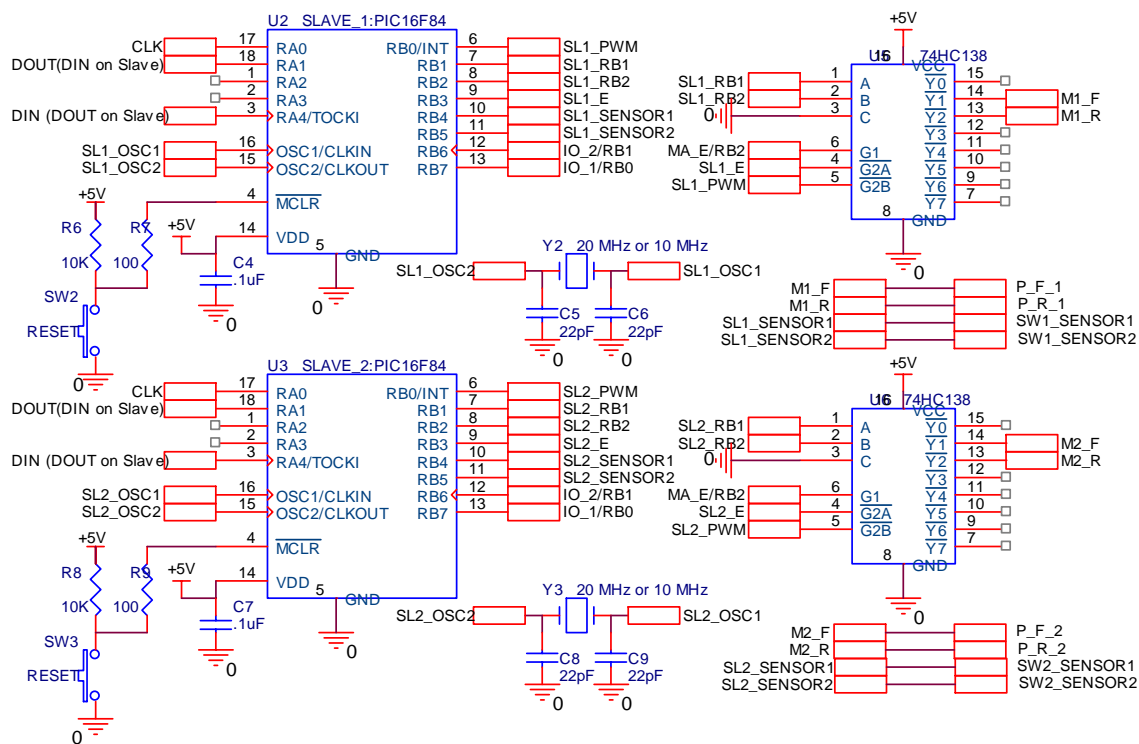 U2 SLAVE_1:PIC16F84
CLK 17 RA0 RB0/INT 6 SL1_PWM
DOUT(DIN on Slave) 18 RA1 RB1 7 SL1_RB1
1 RA2 RB2 8 SL1_RB2
2 RA3 RB3 9 SL1_E
DIN (DOUT on Slave) 3 RA4/TOCKI RB4 10 SL1_SENSOR1
RB5 11 SL1_SENSOR2
SL1_OSC1 16 OSC1/CLKIN RB6 12 IO_2/RB1
SL1_OSC2 15 OSC2/CLKOUT RB7 13 IO_1/RB0
+5V
4 MCLR
R6 10K
R7 100
+5V
14 VDD
5 GND
0
C4 .1uF
0
SW2
RESET
0
Y2 20 MHz or 10 MHz
SL1_OSC2 SL1_OSC1
C5 22pF
C6 22pF
0 0
+5V
U5 74HC138
16 VCC
SL1_RB1 1 A Y0 15
SL1_RB2 2 B Y1 14 M1_F
0 3 C Y2 13 M1_R
Y3 12
MA_E/RB2 6 G1 Y4 11
SL1_E 4 G2A Y5 10
SL1_PWM 5 G2B Y6 9
Y7 7
8 GND
0
M1_F P_F_1
M1_R P_R_1
SL1_SENSOR1 SW1_SENSOR1
SL1_SENSOR2 SW1_SENSOR2
U3 SLAVE_2:PIC16F84
CLK 17 RA0 RB0/INT 6 SL2_PWM
DOUT(DIN on Slave) 18 RA1 RB1 7 SL2_RB1
1 RA2 RB2 8 SL2_RB2
2 RA3 RB3 9 SL2_E
DIN (DOUT on Slave) 3 RA4/TOCKI RB4 10 SL2_SENSOR1
RB5 11 SL2_SENSOR2
SL2_OSC1 16 OSC1/CLKIN RB6 12 IO_2/RB1
SL2_OSC2 15 OSC2/CLKOUT RB7 13 IO_1/RB0
+5V
4 MCLR
R8 10K
R9 100
+5V
14 VDD
5 GND
0
C7 .1uF
0
SW3
RESET
0
Y3 20 MHz or 10 MHz
SL2_OSC2 SL2_OSC1
C8 22pF
C9 22pF
0 0
+5V
U6 74HC138
16 VCC
SL2_RB1 1 A Y0 15
SL2_RB2 2 B Y1 14 M2_F
0 3 C Y2 13 M2_R
Y3 12
MA_E/RB2 6 G1 Y4 11
SL2_E 4 G2A Y5 10
SL2_PWM 5 G2B Y6 9
Y7 7
8 GND
0
M2_F P_F_2
M2_R P_R_2
SL2_SENSOR1 SW2_SENSOR1
SL2_SENSOR2 SW2_SENSOR2